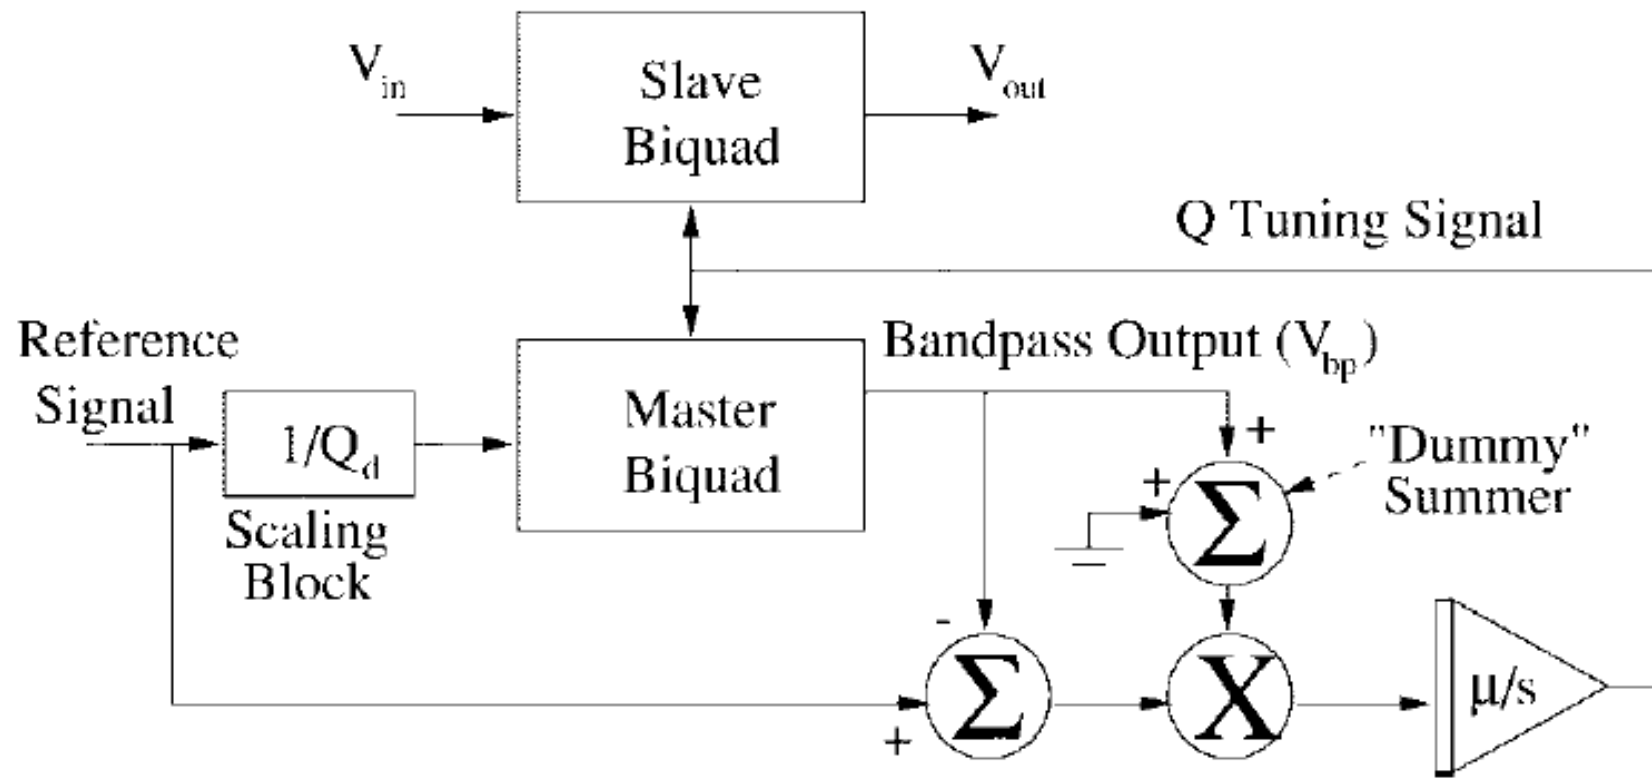 V_in
Slave
Biquad
V_out
Q Tuning Signal
Reference
Signal
1/Q_d
Scaling
Block
Master
Biquad
Bandpass Output (V_bp)
+
+
"Dummy"
Summer
Σ
-
+
Σ
X
μ/s